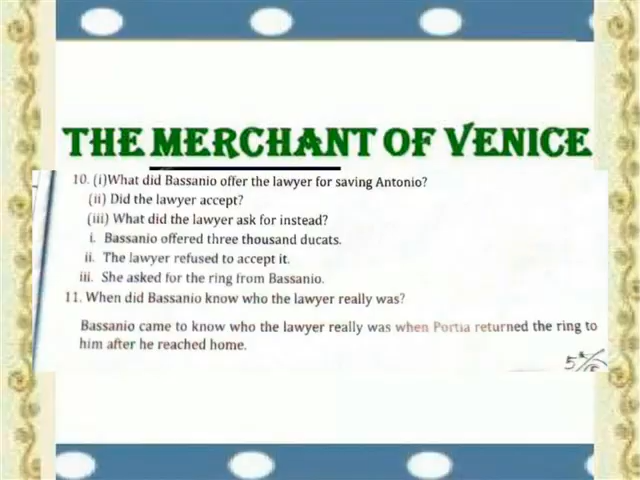 THE MERCHANT OF VENICE
10. (i)What did Bassanio offer the lawyer for saving Antonio?
(ii) Did the lawyer accept?
(iii) What did the lawyer ask for instead?
i. Bassanio offered three thousand ducats.
ii. The lawyer refused to accept it.
iii. She asked for the ring from Bassanio.
11. When did Bassanio know who the lawyer really was?
Bassanio came to know who the lawyer really was when Portia returned the ring to
him after he reached home.